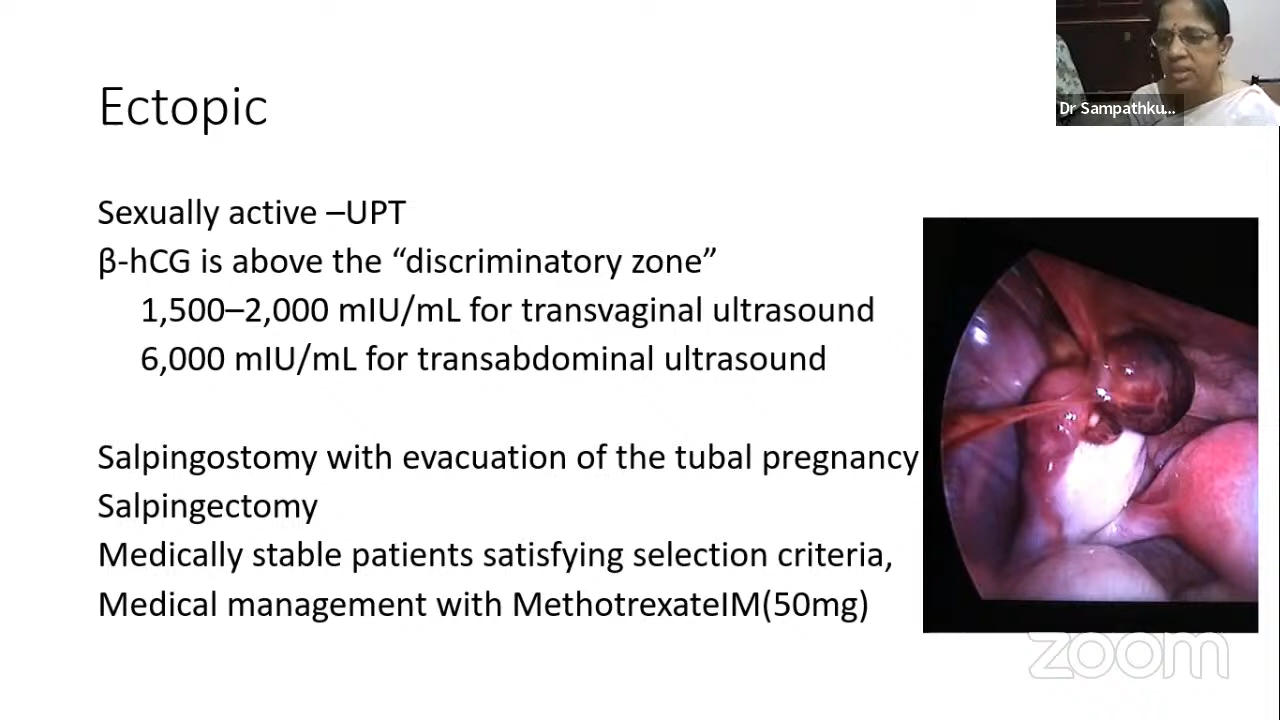 Ectopic
Dr Sampathku...
Sexually active –UPT
β-hCG is above the “discriminatory zone”
1,500–2,000 mIU/mL for transvaginal ultrasound
6,000 mIU/mL for transabdominal ultrasound
Salpingostomy with evacuation of the tubal pregnancy
Salpingectomy
Medically stable patients satisfying selection criteria,
Medical management with MethotrexateIM(50mg)
zoom